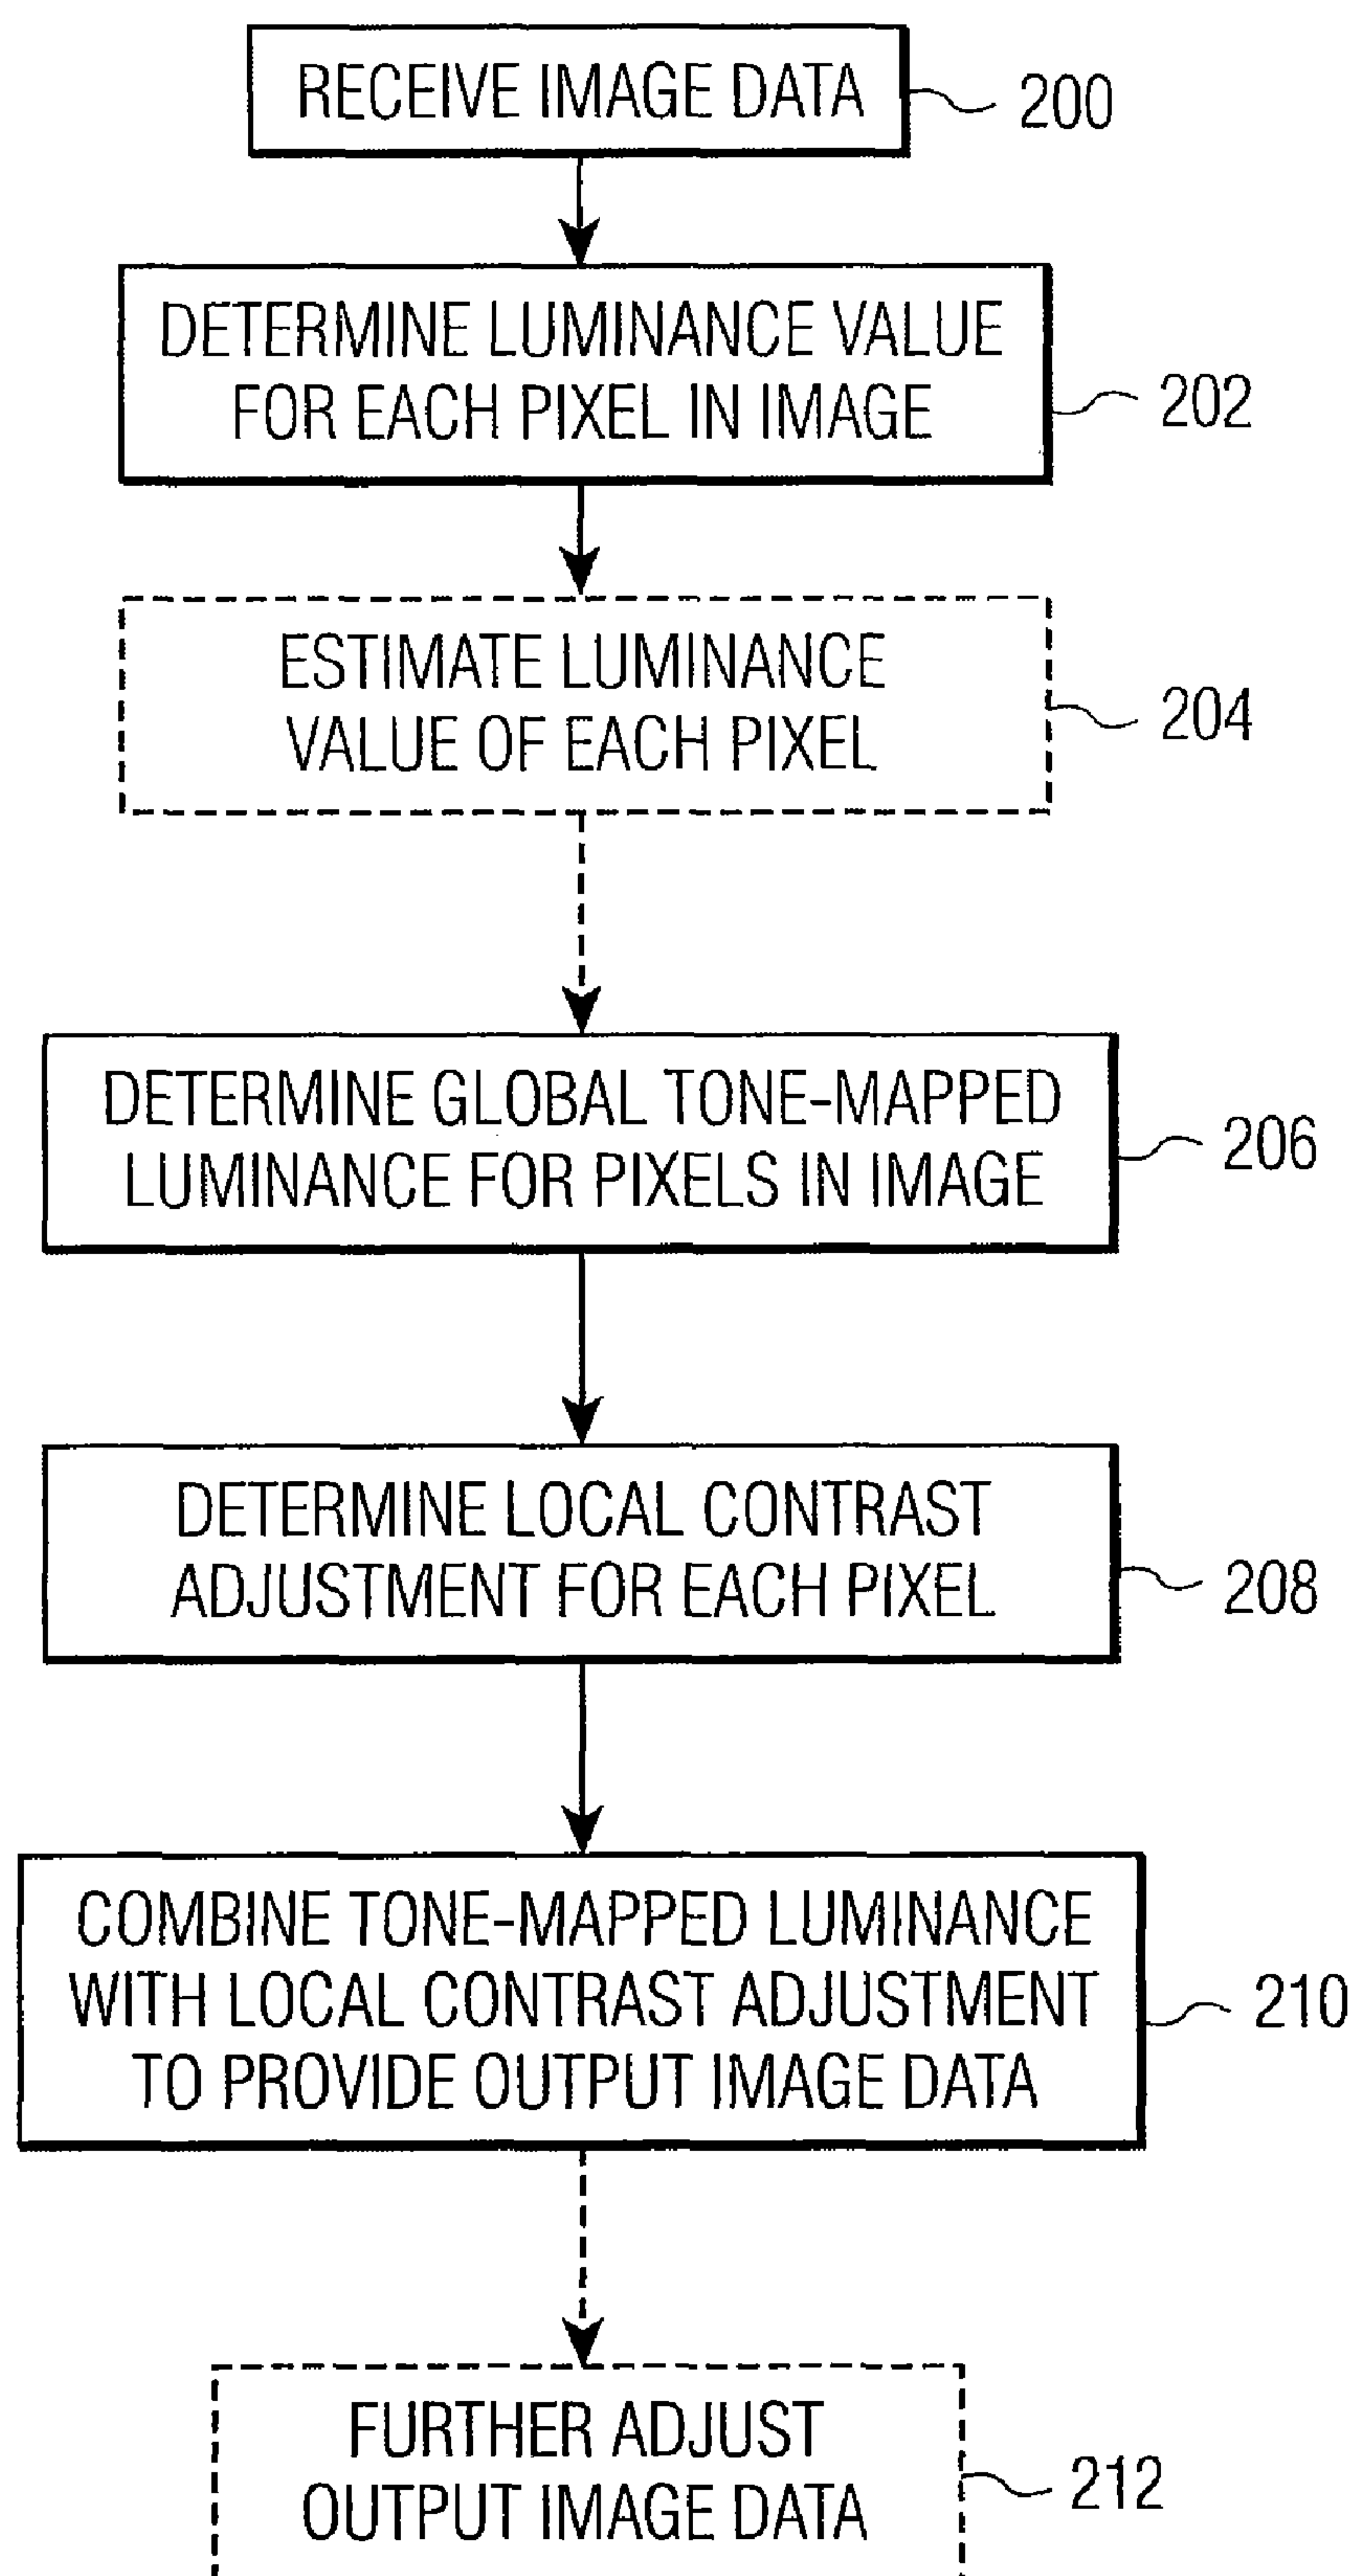 RECEIVE IMAGE DATA
200
DETERMINE LUMINANCE VALUE
FOR EACH PIXEL IN IMAGE
202
ESTIMATE LUMINANCE
VALUE OF EACH PIXEL
204
DETERMINE GLOBAL TONE-MAPPED
LUMINANCE FOR PIXELS IN IMAGE
206
DETERMINE LOCAL CONTRAST
ADJUSTMENT FOR EACH PIXEL
208
COMBINE TONE-MAPPED LUMINANCE
WITH LOCAL CONTRAST ADJUSTMENT
TO PROVIDE OUTPUT IMAGE DATA
210
FURTHER ADJUST
OUTPUT IMAGE DATA
212